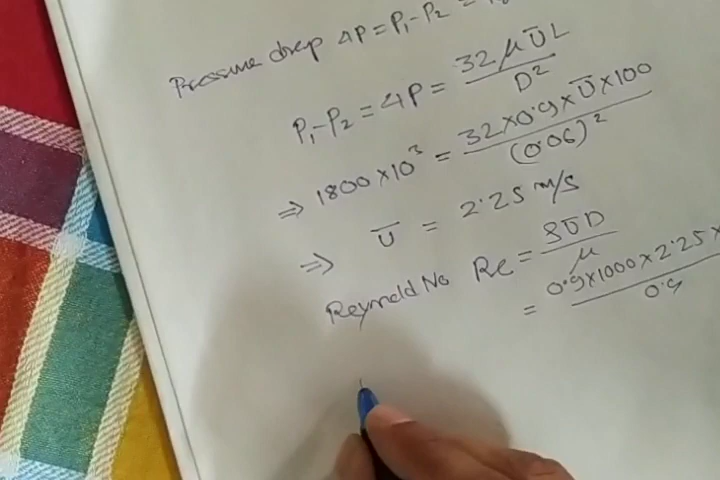 Pressure drop ΔP = P₁-P₂ =
P₁-P₂ = ΔP = 32 μ Ū L / D²
⇒ 1800 × 10³ = 32×0.9×Ū×100 / (0.06)²
⇒ Ū = 2.25 m/s
Reynold No Re = ρŪD / μ
= 0.9×1000×2.25× / 0.9